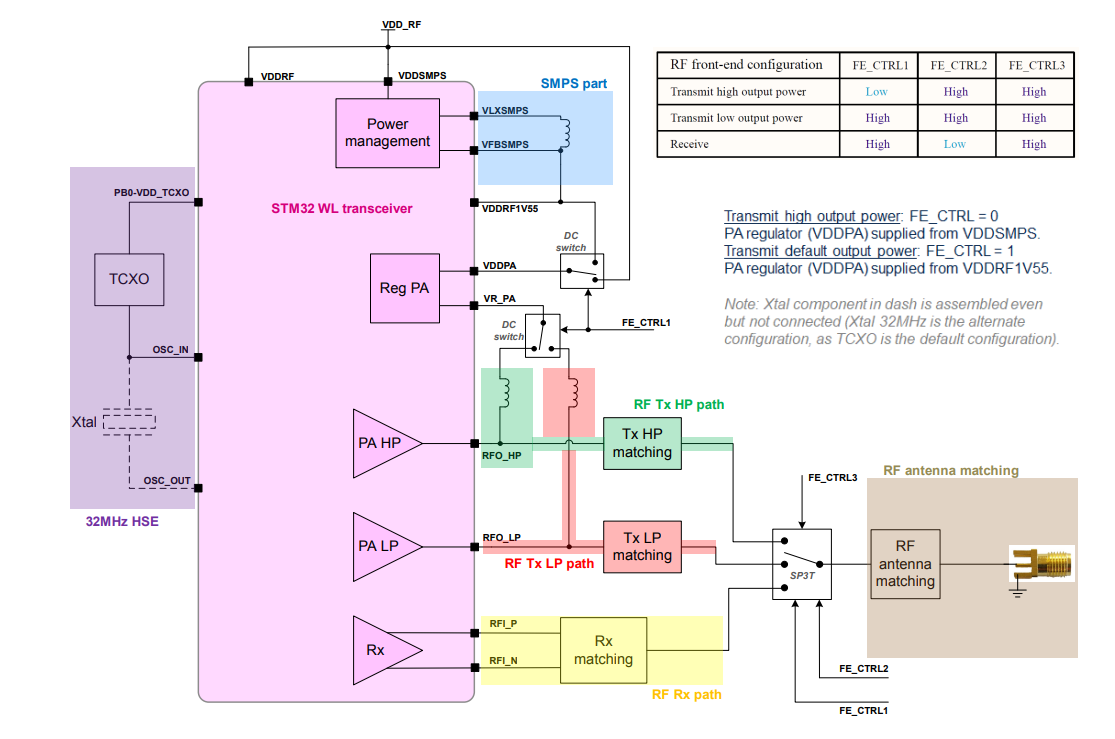 VDD_RF
VDDRF
VDDSMPS
SMPS part
RF front-end configuration FE_CTRL1 FE_CTRL2 FE_CTRL3
Transmit high output power Low High High
Transmit low output power High High High
Receive High Low High
Power
management
VLXSMPS
VFBSMPS
PB0-VDD_TCXO
STM32 WL transceiver
VDDRF1V55
Transmit high output power: FE_CTRL = 0
PA regulator (VDDPA) supplied from VDDSMPS.
Transmit default output power: FE_CTRL = 1
PA regulator (VDDPA) supplied from VDDRF1V55.
Note: Xtal component in dash is assembled even
but not connected (Xtal 32MHz is the alternate
configuration, as TCXO is the default configuration).
DC
switch
TCXO
Reg PA
VDDPA
VR_PA
DC
switch
FE_CTRL1
OSC_IN
Xtal
OSC_OUT
32MHz HSE
RF Tx HP path
PA HP
RFO_HP
Tx HP
matching
PA LP
RFO_LP
RF Tx LP path
Tx LP
matching
FE_CTRL3
SP3T
RF antenna matching
RF
antenna
matching
Rx
RFI_P
RFI_N
Rx
matching
RF Rx path
FE_CTRL2
FE_CTRL1